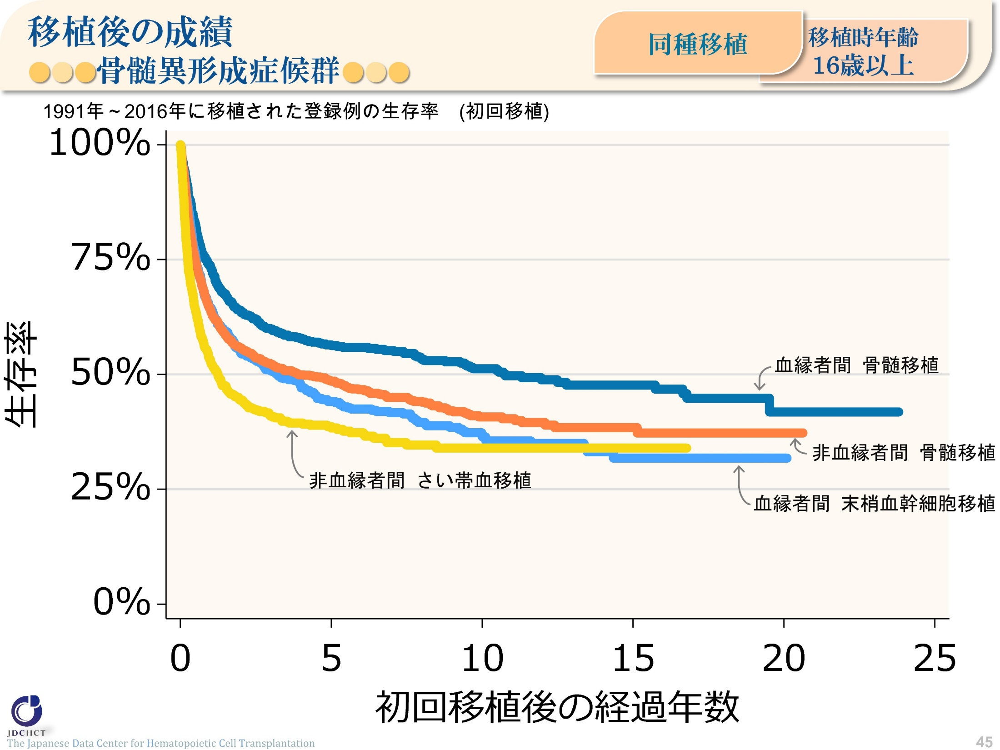 移植後の成績
骨髄異形成症候群
同種移植
移植時年齢
16歳以上
1991年～2016年に移植された登録例の生存率　(初回移植)
100%
75%
50%
25%
0%
生存率
血縁者間 骨髄移植
非血縁者間 骨髄移植
非血縁者間 さい帯血移植
血縁者間 末梢血幹細胞移植
0 5 10 15 20 25
初回移植後の経過年数
JDCHCT
The Japanese Data Center for Hematopoietic Cell Transplantation
45